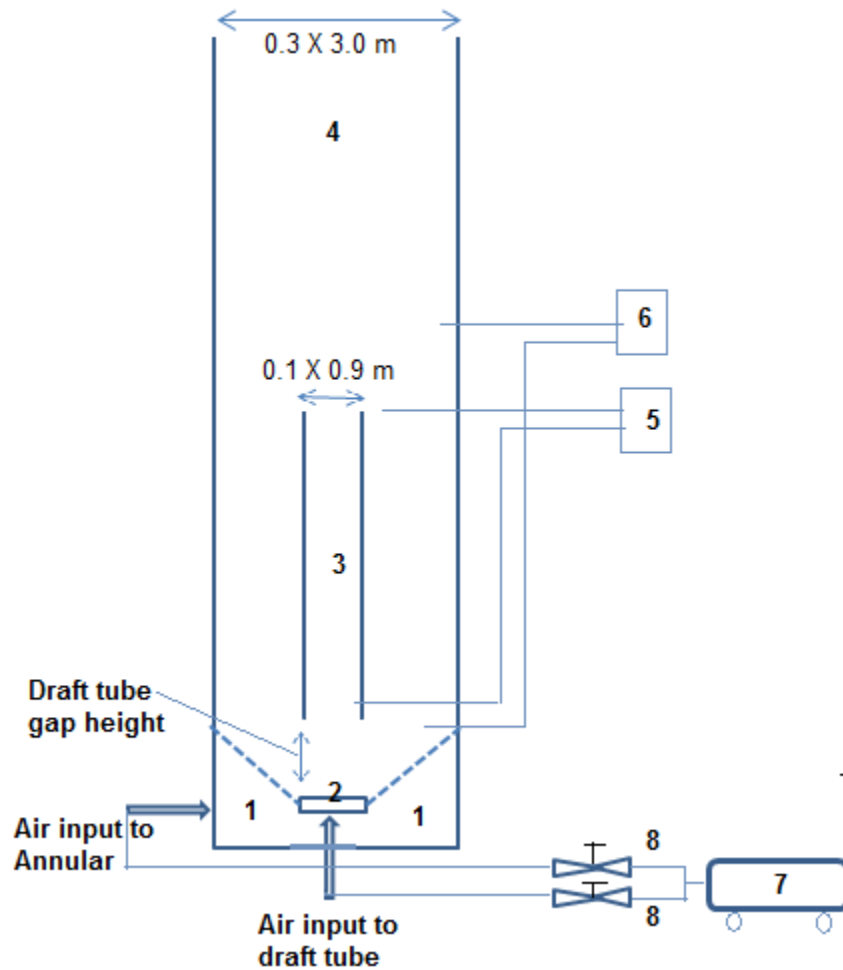 0.3 X 3.0 m
4
6
0.1 X 0.9 m
5
3
Draft tube
gap height
2
1
1
Air input to
Annular
8
7
8
Air input to
draft tube